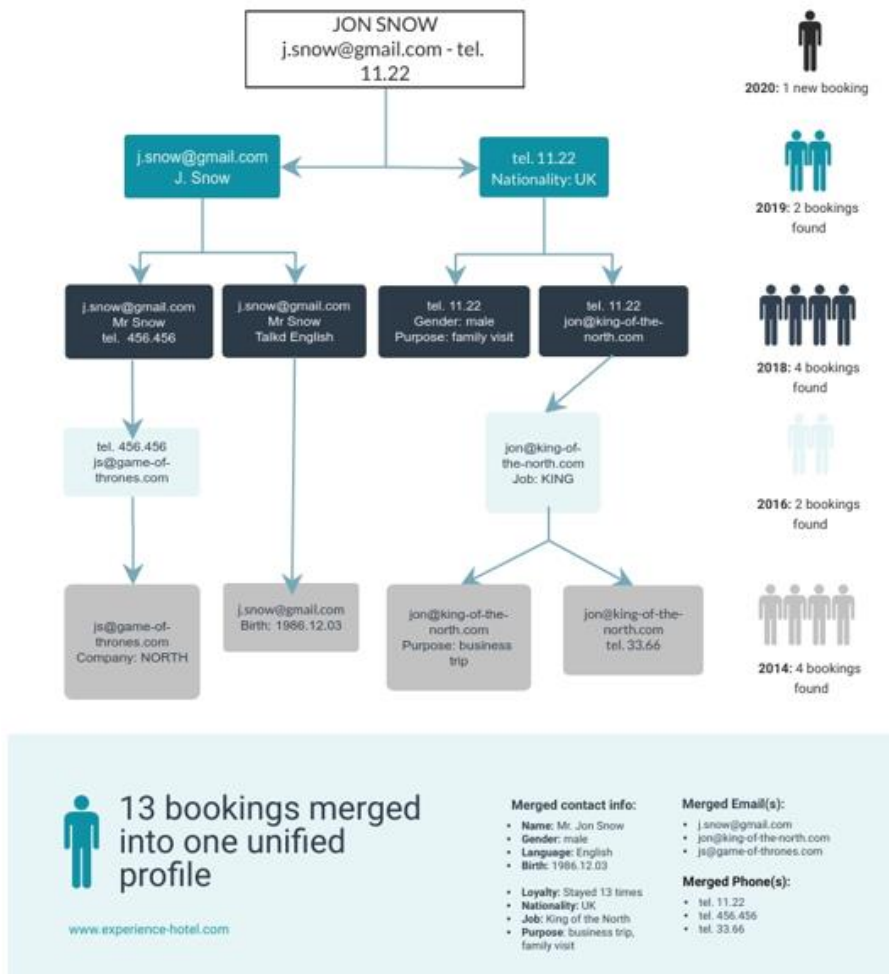 JON SNOW
j.snow@gmail.com - tel.
11.22
2020: 1 new booking
j.snow@gmail.com
J. Snow
tel. 11.22
Nationality: UK
2019: 2 bookings
found
j.snow@gmail.com
Mr Snow
tel. 456.456
j.snow@gmail.com
Mr Snow
Talkd English
tel. 11.22
Gender: male
Purpose: family visit
tel. 11.22
jon@king-of-the-
north.com
2018: 4 bookings
found
tel. 456.456
js@game-of-
thrones.com
jon@king-of-
the-north.com
Job: KING
2016: 2 bookings
found
js@game-of-
thrones.com
Company: NORTH
j.snow@gmail.com
Birth: 1986.12.03
jon@king-of-the-
north.com
Purpose: business
trip
jon@king-of-the-
north.com
tel. 33.66
2014: 4 bookings
found
13 bookings merged
into one unified
profile
www.experience-hotel.com
Merged contact info:
• Name: Mr. Jon Snow
• Gender: male
• Language: English
• Birth: 1986.12.03
• Loyalty: Stayed 13 times
• Nationality: UK
• Job: King of the North
• Purpose: business trip,
family visit
Merged Email(s):
• j.snow@gmail.com
• jon@king-of-the-north.com
• js@game-of-thrones.com
Merged Phone(s):
• tel. 11.22
• tel. 456.456
• tel. 33.66